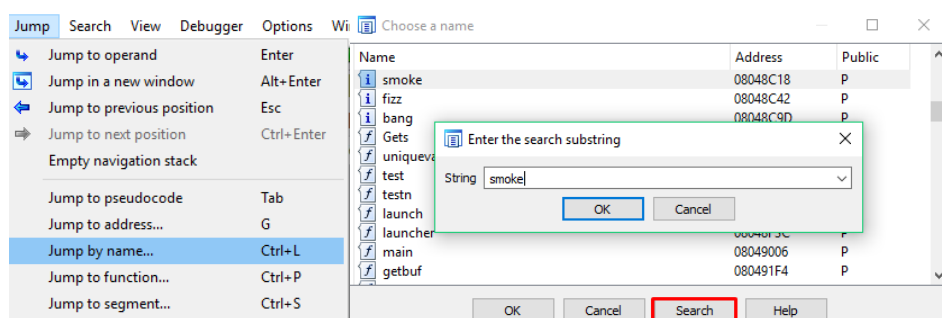 Jump Search View Debugger Options Wi
Jump to operand Enter
Jump in a new window Alt+Enter
Jump to previous position Esc
Jump to next position Ctrl+Enter
Empty navigation stack
Jump to pseudocode Tab
Jump to address... G
Jump by name... Ctrl+L
Jump to function... Ctrl+P
Jump to segment... Ctrl+S
Choose a name
Name Address Public
smoke 08048C18 P
fizz 08048C42 P
bang 08048C9D P
Gets
uniqueva
test
testn
launch
launcher 08048F3C P
main 08049006 P
getbuf 080491F4 P
Enter the search substring
String smoke
OK Cancel
OK Cancel Search Help